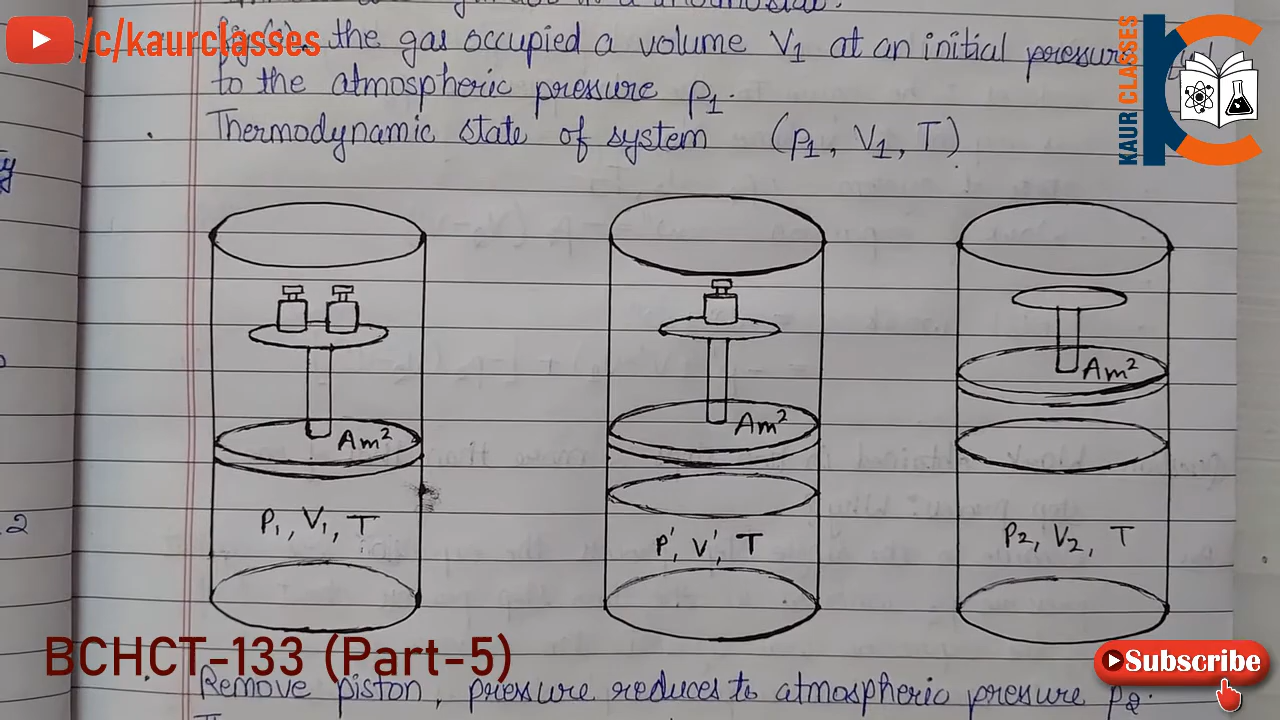 /c/kaurclasses
the gas occupied a volume V1 at an initial pressure
to the atmospheric pressure p1.
Thermodynamic state of system (p1, V1, T)
KAUR CLASSES
Am²
Am²
Am²
P1, V1, T
P', V', T
P2, V2, T
.2
BCHCT-133 (Part-5)
Subscribe
Remove piston, pressure reduces to atmospheric pressure p2.